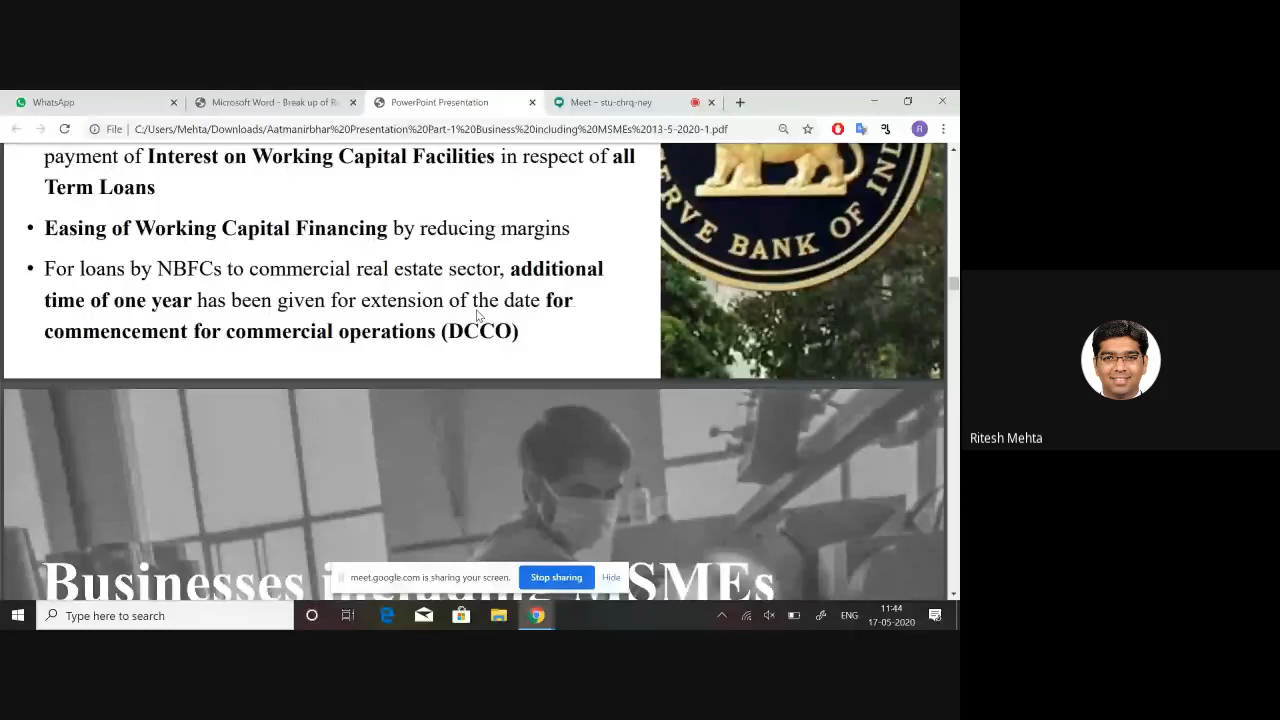 WhatsApp
Microsoft Word - Break up of R
PowerPoint Presentation
Meet – stu-chrq-ney
File
C:/Users/Mehta/Downloads/Aatmanirbhar%20Presentation%20Part-1%20Business%20including%20MSMEs%2013-5-2020-1.pdf
R
payment of Interest on Working Capital Facilities in respect of all
Term Loans
• Easing of Working Capital Financing by reducing margins
• For loans by NBFCs to commercial real estate sector, additional
time of one year has been given for extension of the date for
commencement for commercial operations (DCCO)
BANK OF
Ritesh Mehta
Businesses MSMEs
meet.google.com is sharing your screen.
Stop sharing
Hide
Type here to search
ENG
11:44
17-05-2020